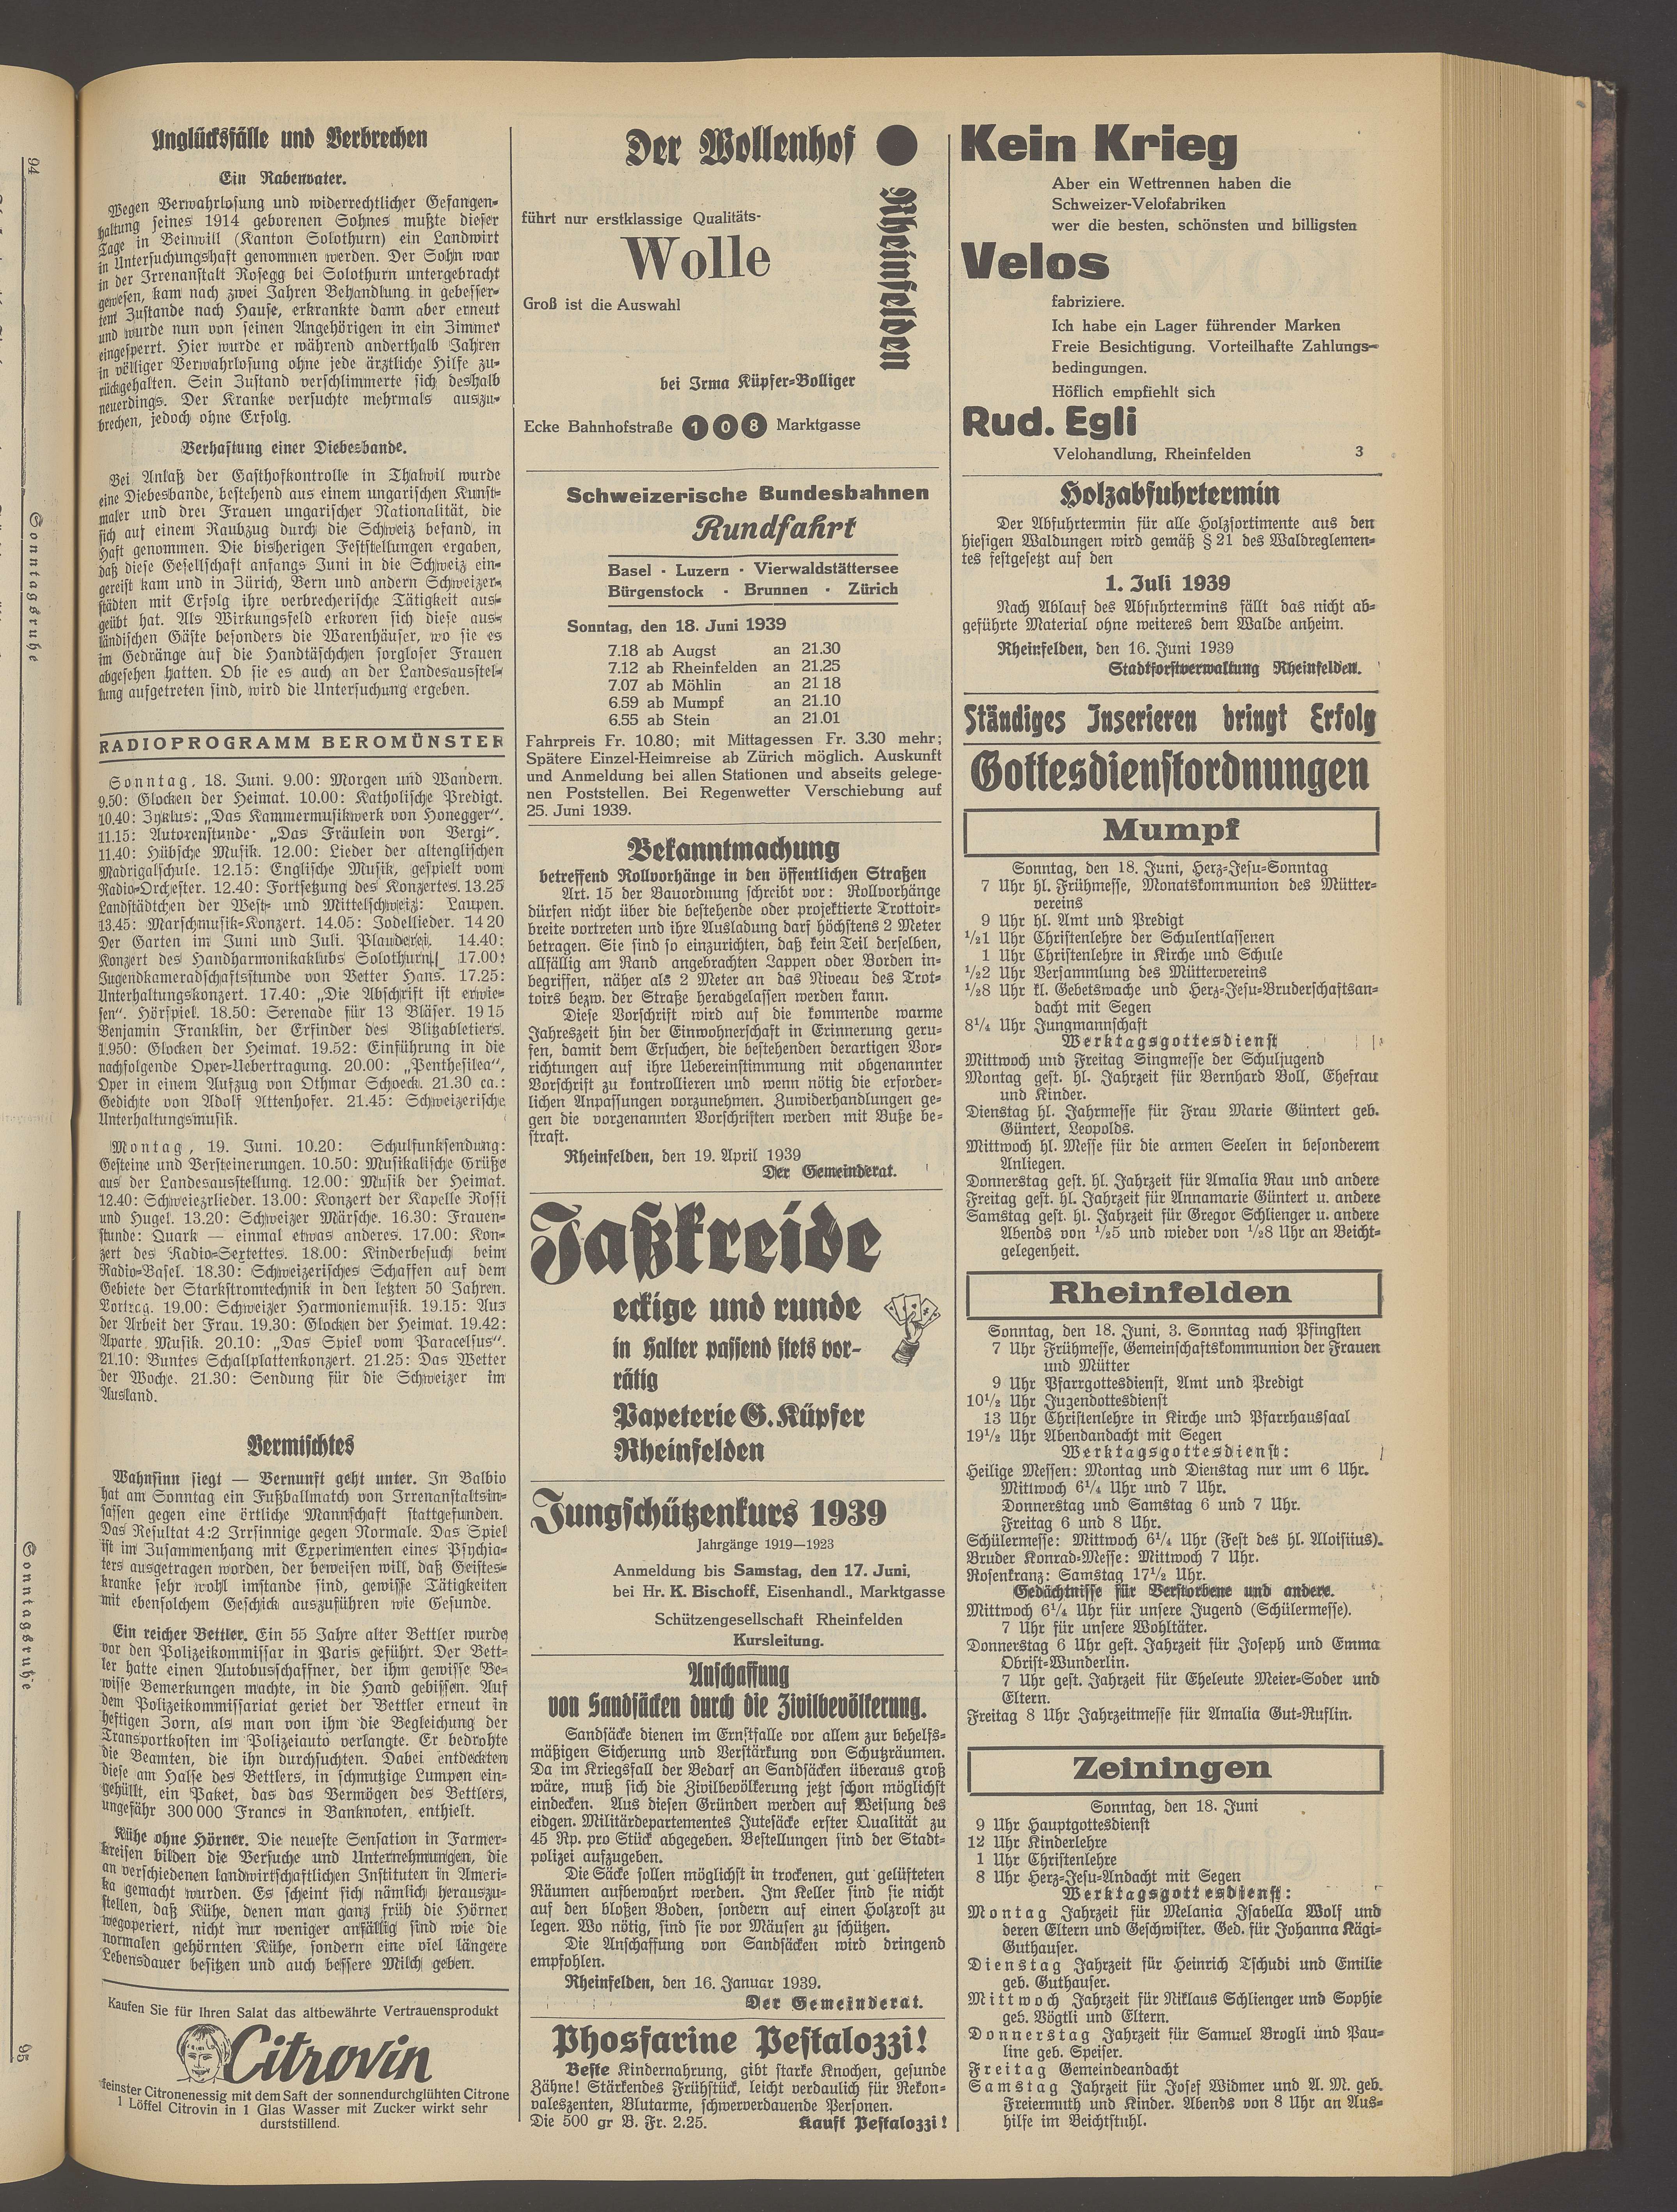 Unglücksfälle und Verbrechen
Ein Rabenvater.
Wegen Verwahrlosung und widerrechtlicher Gefangen-
haltung seines 1914 geborenen Sohnes mußte dieser
Tage in Beinwill (Kanton Solothurn) ein Landwirt
in Untersuchungshaft genommen werden. Der Sohn war
in der Irrenanstalt Rosegg bei Solothurn untergebracht
gewesen, kam nach zwei Jahren Behandlung in gebesser-
tem Zustande nach Hause, erkrankte dann aber erneut
und wurde nun von seinen Angehörigen in ein Zimmer
eingesperrt. Hier wurde er während anderthalb Jahren
in völliger Verwahrlosung ohne jede ärztliche Hilfe zu-
rückgehalten. Sein Zustand verschlimmerte sich deshalb
neuerdings. Der Kranke versuchte mehrmals auszu-
brechen, jedoch ohne Erfolg.
Verhaftung einer Diebesbande.
Bei Anlaß der Gasthofkontrolle in Thalwil wurde
eine Diebesbande, bestehend aus einem ungarischen Kunst-
maler und drei Frauen ungarischer Nationalität, die
sich auf einem Raubzug durch die Schweiz befand, in
Haft genommen. Die bisherigen Feststellungen ergaben,
daß diese Gesellschaft anfangs Juni in die Schweiz ein-
gereist kam und in Zürich, Bern und andern Schweizer-
städten mit Erfolg ihre verbrecherische Tätigkeit aus-
geübt hat. Als Wirkungsfeld erkoren sich diese aus-
ländischen Gäste besonders die Warenhäuser, wo sie es
im Gedränge auf die Handtäschchen sorgloser Frauen
abgesehen hatten. Ob sie es auch an der Landesausstel-
lung aufgetreten sind, wird die Untersuchung ergeben.
RADIOPROGRAMM BEROMÜNSTER
Sonntag, 18. Juni. 9.00: Morgen und Wandern.
9.50: Glocken der Heimat. 10.00: Katholische Predigt.
10.40: Zyklus: „Das Kammermusikwerk von Honegger".
11.15: Autorenstunde: „Das Fräulein von Vergi".
11.40: Hübsche Musik. 12.00: Lieder der altenglischen
Madrigalschule. 12.15: Englische Musik, gespielt vom
Radio-Orchester. 12.40: Fortsetzung des Konzertes. 13.25
Landstädtchen der West- und Mittelschweiz: Laupen.
13.45: Marschmusik-Konzert. 14.05: Jodellieder. 14 20
Der Garten im Juni und Juli. Plauderei. 14.40:
Konzert des Handharmonikaklubs Solothurn. 17.00:
Jugendkameradschaftsstunde von Vetter Hans. 17.25:
Unterhaltungskonzert. 17.40: „Die Abschrift ist erwie-
sen". Hörspiel. 18.50: Serenade für 13 Bläser. 19 15
Benjamin Franklin, der Erfinder des Blitzableiters.
1.950: Glocken der Heimat. 19.52: Einführung in die
nachfolgende Oper-Uebertragung. 20.00: „Penthesilea",
Oper in einem Aufzug von Othmar Schoeck. 21.30 ca.:
Gedichte von Adolf Attenhofer. 21.45: Schweizerische
Unterhaltungsmusik.
Montag, 19. Juni. 10.20: Schulfunksendung:
Gesteine und Versteinerungen. 10.50: Musikalische Grüße
aus der Landesausstellung. 12.00: Musik der Heimat.
12.40: Schweiezrlieder. 13.00: Konzert der Kapelle Rossi
und Hugel. 13.20: Schweizer Märsche. 16.30: Frauen-
stunde: Quark — einmal etwas anderes. 17.00: Kon-
zert des Radio-Sextettes. 18.00: Kinderbesuch beim
Radio-Basel. 18.30: Schweizerisches Schaffen auf dem
Gebiete der Starkstromtechnik in den letzten 50 Jahren.
Vortrag. 19.00: Schweizer Harmoniemusik. 19.15: Aus
der Arbeit der Frau. 19.30: Glocken der Heimat. 19.42:
Aparte Musik. 20.10: „Das Spiel vom Paracelsus".
21.10: Buntes Schallplattenkonzert. 21.25: Das Wetter
der Woche. 21.30: Sendung für die Schweizer im
Ausland.
Vermischtes
Wahnsinn siegt — Vernunft geht unter. In Balbio
hat am Sonntag ein Fußballmatch von Irrenanstaltsin-
sassen gegen eine örtliche Mannschaft stattgefunden.
Das Resultat 4:2 Irrsinnige gegen Normale. Das Spiel
ist im Zusammenhang mit Experimenten eines Psychia-
ters ausgetragen worden, der beweisen will, daß Geistes-
kranke sehr wohl imstande sind, gewisse Tätigkeiten
mit ebensolchem Geschick auszuführen wie Gesunde.
Ein reicher Bettler. Ein 55 Jahre alter Bettler wurde
vor den Polizeikommissar in Paris geführt. Der Bett-
ler hatte einen Autobusschaffner, der ihm gewisse Be-
wisse Bemerkungen machte, in die Hand gebissen. Auf
dem Polizeikommissariat geriet der Bettler erneut in
heftigen Zorn, als man von ihm die Begleichung der
Transportkosten im Polizeiauto verlangte. Er bedrohte
die Beamten, die ihn durchsuchten. Dabei entdeckten
diese am Halse des Bettlers, in schmutzige Lumpen ein-
gehüllt, ein Paket, das das Vermögen des Bettlers,
ungefähr 300 000 Francs in Banknoten, enthielt.
Kühe ohne Hörner. Die neueste Sensation in Farmer-
kreisen bilden die Versuche und Unternehmungen, die
an verschiedenen landwirtschaftlichen Instituten in Ameri-
ka gemacht wurden. Es scheint sich nämlich herauszu-
stellen, daß Kühe, denen man ganz früh die Hörner
wegoperiert, nicht nur weniger anfällig sind wie die
normalen gehörnten Kühe, sondern eine viel längere
Lebensdauer besitzen und auch bessere Milch geben.
Kaufen Sie für Ihren Salat das altbewährte Vertrauensprodukt
Citrovin
feinster Citronenessig mit dem Saft der sonnendurchglühten Citrone
1 Löffel Citrovin in 1 Glas Wasser mit Zucker wirkt sehr
durststillend.
Der Wollenhof
Rheinfelden
führt nur erstklassige Qualitäts-
Wolle
Groß ist die Auswahl
bei Irma Küpfer-Bolliger
Ecke Bahnhofstraße 108 Marktgasse
Schweizerische Bundesbahnen
Rundfahrt
Basel - Luzern - Vierwaldstättersee
Bürgenstock - Brunnen - Zürich
Sonntag, den 18. Juni 1939
7.18 ab Augst an 21.30
7.12 ab Rheinfelden an 21.25
7.07 ab Möhlin an 21 18
6.59 ab Mumpf an 21.10
6.55 ab Stein an 21.01
Fahrpreis Fr. 10.80; mit Mittagessen Fr. 3.30 mehr;
Spätere Einzel-Heimreise ab Zürich möglich. Auskunft
und Anmeldung bei allen Stationen und abseits gelege-
nen Poststellen. Bei Regenwetter Verschiebung auf
25. Juni 1939.
Bekanntmachung
betreffend Rollvorhänge in den öffentlichen Straßen
Art. 15 der Bauordnung schreibt vor: Rollvorhänge
dürfen nicht über die bestehende oder projektierte Trottoir-
breite vortreten und ihre Ausladung darf höchstens 2 Meter
betragen. Sie sind so einzurichten, daß kein Teil derselben,
allfällig am Rand angebrachten Lappen oder Borden in-
begriffen, näher als 2 Meter an das Niveau des Trot-
toirs bezw. der Straße herabgelassen werden kann.
Diese Vorschrift wird auf die kommende warme
Jahreszeit hin der Einwohnerschaft in Erinnerung geru-
fen, damit dem Ersuchen, die bestehenden derartigen Vor-
richtungen auf ihre Uebereinstimmung mit obgenannter
Vorschrift zu kontrollieren und wenn nötig die erforder-
lichen Anpassungen vorzunehmen. Zuwiderhandlungen ge-
gen die vorgenannten Vorschriften werden mit Buße be-
straft.
Rheinfelden, den 19. April 1939
Der Gemeinderat.
Jaßkreide
eckige und runde
in Halter passend stets vor-
rätig
Papeterie G. Küpfer
Rheinfelden
Jungschützenkurs 1939
Jahrgänge 1919—1923
Anmeldung bis Samstag, den 17. Juni,
bei Hr. K. Bischoff, Eisenhandl., Marktgasse
Schützengesellschaft Rheinfelden
Kursleitung.
Anschaffung
von Sandsäcken durch die Zivilbevölkerung.
Sandsäcke dienen im Ernstfalle vor allem zur behelfs-
mäßigen Sicherung und Verstärkung von Schutzräumen.
Da im Kriegsfall der Bedarf an Sandsäcken überaus groß
wäre, muß sich die Zivilbevölkerung jetzt schon möglichst
eindecken. Aus diesen Gründen werden auf Weisung des
eidgen. Militärdepartementes Jutesäcke erster Qualität zu
45 Rp. pro Stück abgegeben. Bestellungen sind der Stadt-
polizei aufzugeben.
Die Säcke sollen möglichst in trockenen, gut gelüfteten
Räumen aufbewahrt werden. Im Keller sind sie nicht
auf den bloßen Boden, sondern auf einen Holzrost zu
legen. Wo nötig, sind sie vor Mäusen zu schützen.
Die Anschaffung von Sandsäcken wird dringend
empfohlen.
Rheinfelden, den 16. Januar 1939.
Der Gemeinderat.
Phosfarine Pestalozzi!
Beste Kindernahrung, gibt starke Knochen, gesunde
Zähne! Stärkendes Frühstück, leicht verdaulich für Rekon-
valeszenten, Blutarme, schwerverdauende Personen.
Die 500 gr B. Fr. 2.25. Kauft Pestalozzi!
Kein Krieg
Aber ein Wettrennen haben die
Schweizer-Velofabriken
wer die besten, schönsten und billigsten
Velos
fabriziere.
Ich habe ein Lager führender Marken
Freie Besichtigung. Vorteilhafte Zahlungs-
bedingungen.
Höflich empfiehlt sich
Rud. Egli
Velohandlung, Rheinfelden 3
Holzabfuhrtermin
Der Abfuhrtermin für alle Holzsortimente aus den
hiesigen Waldungen wird gemäß § 21 des Waldreglemen-
tes festgesetzt auf den
1. Juli 1939
Nach Ablauf des Abfuhrtermins fällt das nicht ab-
geführte Material ohne weiteres dem Walde anheim.
Rheinfelden, den 16. Juni 1939
Stadtforstverwaltung Rheinfelden.
Ständiges Inserieren bringt Erfolg
Gottesdienstordnungen
Mumpf
Sonntag, den 18. Juni, Herz-Jesu-Sonntag
7 Uhr hl. Frühmesse, Monatskommunion des Mütter-
vereins
9 Uhr hl. Amt und Predigt
1/21 Uhr Christenlehre der Schulentlassenen
1 Uhr Christenlehre in Kirche und Schule
1/22 Uhr Versammlung des Müttervereins
1/28 Uhr kl. Gebetswache und Herz-Jesu-Bruderschaftsan-
dacht mit Segen
8 1/4 Uhr Jungmannschaft
Werktagsgottesdienst
Mittwoch und Freitag Singmesse der Schuljugend
Montag gest. hl. Jahrzeit für Bernhard Boll, Ehefrau
und Kinder.
Dienstag hl. Jahrmesse für Frau Marie Güntert geb.
Güntert, Leopolds.
Mittwoch hl. Messe für die armen Seelen in besonderem
Anliegen.
Donnerstag gest. hl. Jahrzeit für Amalia Rau und andere
Freitag gest. hl. Jahrzeit für Annamarie Güntert u. andere
Samstag gest. hl. Jahrzeit für Gregor Schlienger u. andere
Abends von 1/25 und wieder von 1/28 Uhr an Beicht-
gelegenheit.
Rheinfelden
Sonntag, den 18. Juni, 3. Sonntag nach Pfingsten
7 Uhr Frühmesse, Gemeinschaftskommunion der Frauen
und Mütter
9 Uhr Pfarrgottesdienst, Amt und Predigt
10 1/2 Uhr Jugendottesdienst
13 Uhr Christenlehre in Kirche und Pfarrhaussaal
19 1/2 Uhr Abendandacht mit Segen
Werktagsgottesdienst:
Heilige Messen: Montag und Dienstag nur um 6 Uhr.
Mittwoch 6 1/4 Uhr und 7 Uhr.
Donnerstag und Samstag 6 und 7 Uhr.
Freitag 6 und 8 Uhr.
Schülermesse: Mittwoch 6 1/4 Uhr (Fest des hl. Aloisius).
Bruder Konrad-Messe: Mittwoch 7 Uhr.
Rosenkranz: Samstag 17 1/2 Uhr.
Gedächtnisse für Verstorbene und andere.
Mittwoch 6 1/4 Uhr für unsere Jugend (Schülermesse).
7 Uhr für unsere Wohltäter.
Donnerstag 6 Uhr gest. Jahrzeit für Joseph und Emma
Obrist-Wunderlin.
7 Uhr gest. Jahrzeit für Eheleute Meier-Soder und
Eltern.
Freitag 8 Uhr Jahrzeitmesse für Amalia Gut-Ruflin.
Zeiningen
Sonntag, den 18. Juni
9 Uhr Hauptgottesdienst
12 Uhr Kinderlehre
1 Uhr Christenlehre
8 Uhr Herz-Jesu-Andacht mit Segen
Werktagsgottesdienst:
Montag Jahrzeit für Melania Isabella Wolf und
deren Eltern und Geschwister. Ged. für Johanna Kägi-
Guthauser.
Dienstag Jahrzeit für Heinrich Tschudi und Emilie
geb. Guthauser.
Mittwoch Jahrzeit für Niklaus Schlienger und Sophie
geb. Vögtli und Eltern.
Donnerstag Jahrzeit für Samuel Brogli und Pau-
line geb. Speiser.
Freitag Gemeindeandacht
Samstag Jahrzeit für Josef Widmer und A. M. geb.
Freiermuth und Kinder. Abends von 8 Uhr an Aus-
hilfe im Beichtstuhl.
94
Sonntagsruhe
Sonntagsruhe
95